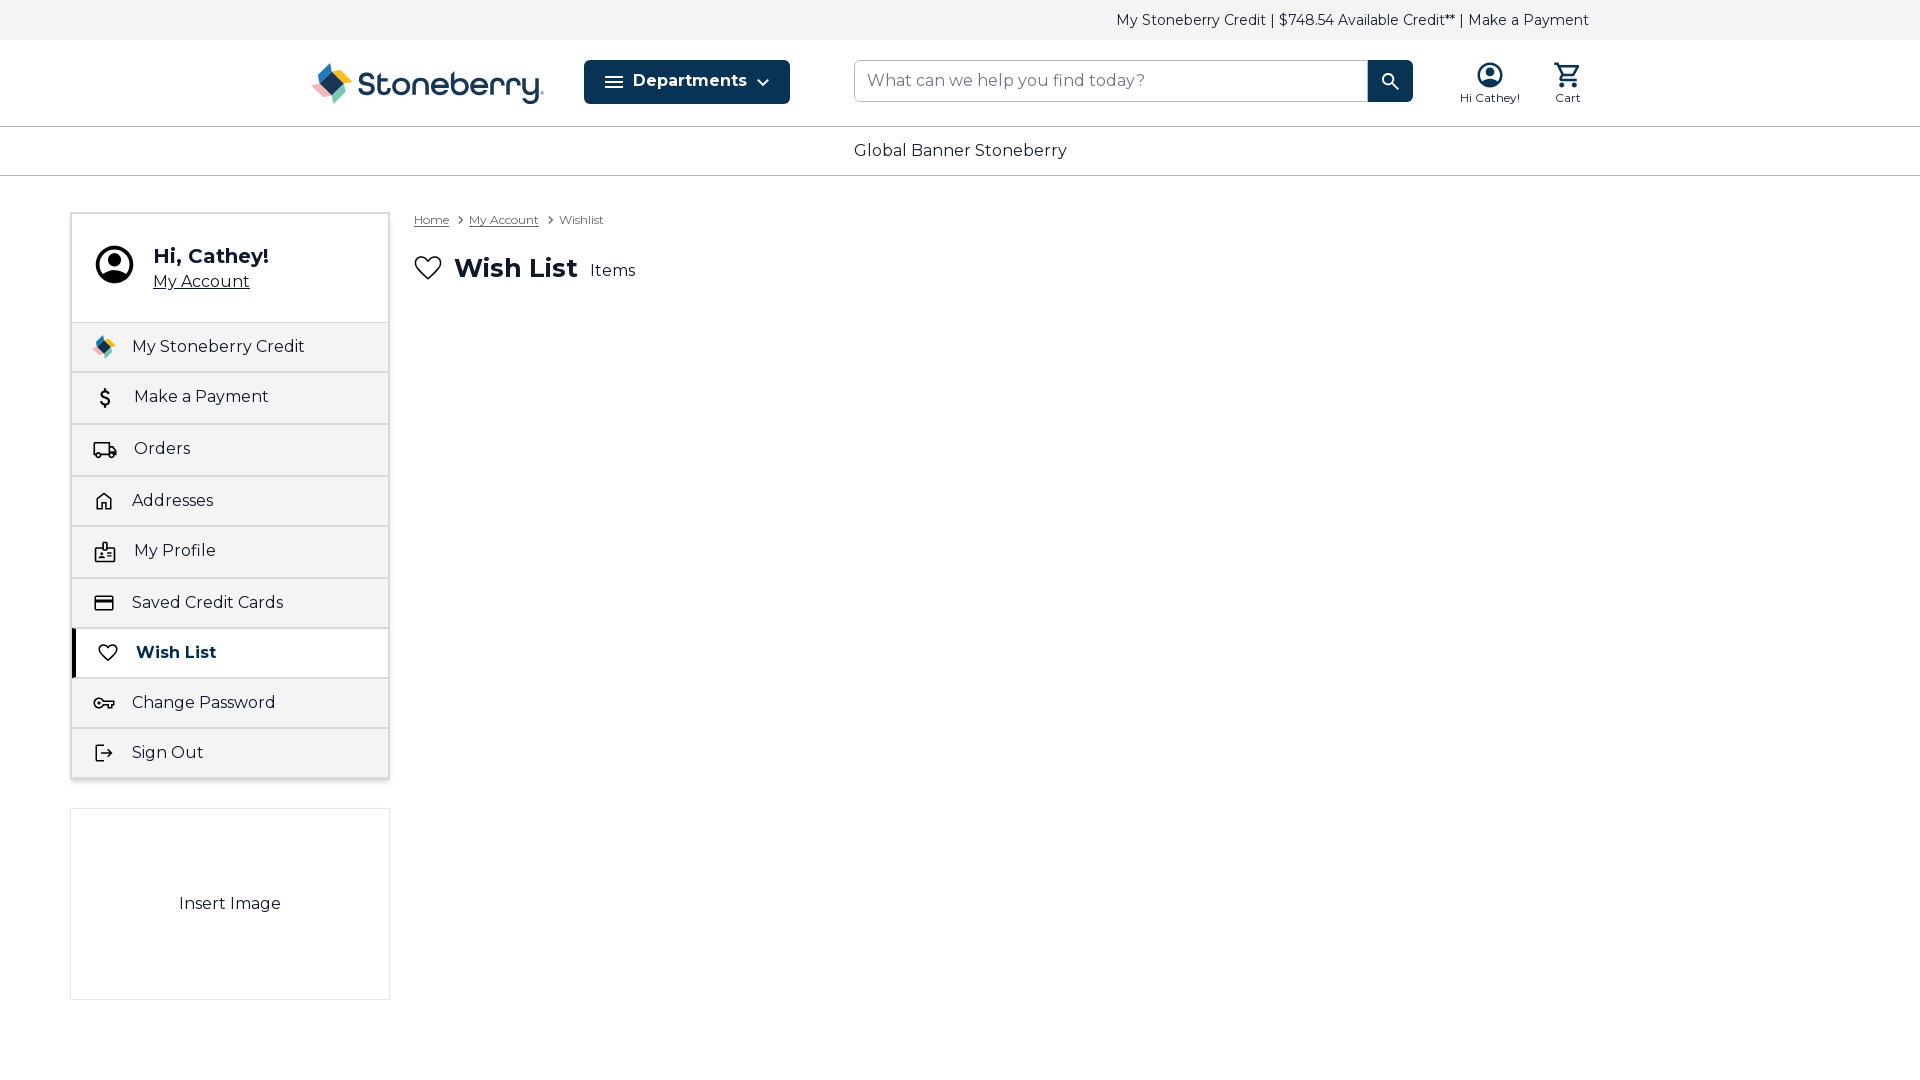 My Stoneberry Credit | $748.54 Available Credit** | Make a Payment
Stoneberry
Departments
What can we help you find today?
Hi Cathey!
Cart
Global Banner Stoneberry
Hi, Cathey!
My Account
My Stoneberry Credit
Make a Payment
Orders
Addresses
My Profile
Saved Credit Cards
Wish List
Change Password
Sign Out
Insert Image
Home > My Account > Wishlist
Wish List Items